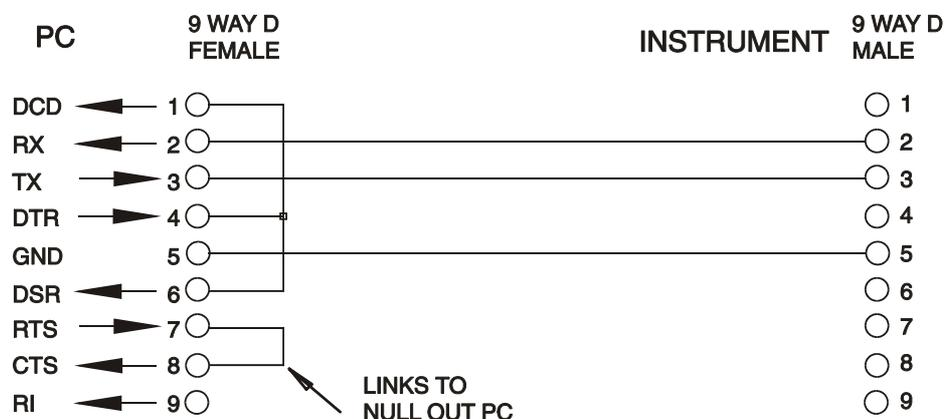 PC
9 WAY D
FEMALE
INSTRUMENT
9 WAY D
MALE
DCD 1 1
RX 2 2
TX 3 3
DTR 4 4
GND 5 5
DSR 6 6
RTS 7 7
CTS 8 8
RI 9 9
LINKS TO
NULL OUT PC